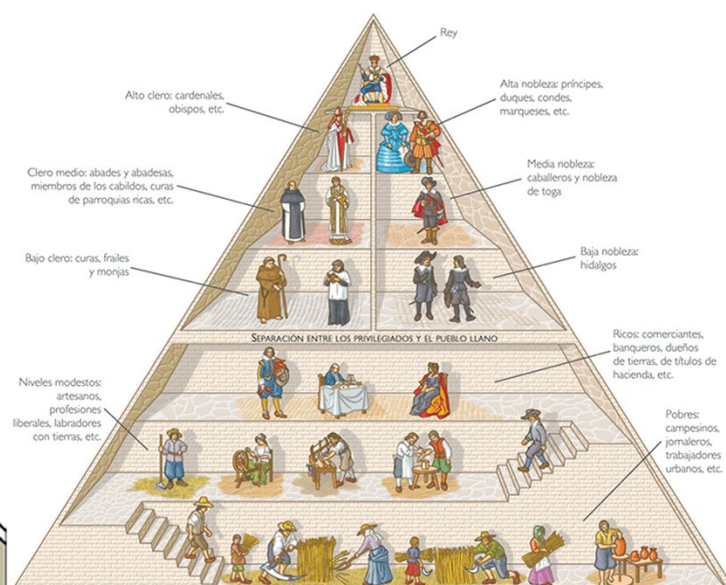 Rey
Alto clero: cardenales,
obispos, etc.
Alta nobleza: príncipes,
duques, condes,
marqueses, etc.
Clero medio: abades y abadesas,
miembros de los cabildos, curas
de parroquias ricas, etc.
Media nobleza:
caballeros y nobleza
de toga
Bajo clero: curas, frailes
y monjas
Baja nobleza:
hidalgos
SEPARACIÓN ENTRE LOS PRIVILEGIADOS Y EL PUEBLO LLANO
Ricos: comerciantes,
banqueros, dueños
de tierras, de títulos de
hacienda, etc.
Niveles modestos:
artesanos,
profesiones
liberales, labradores
con tierras, etc.
Pobres:
campesinos,
jornaleros,
trabajadores
urbanos, etc.